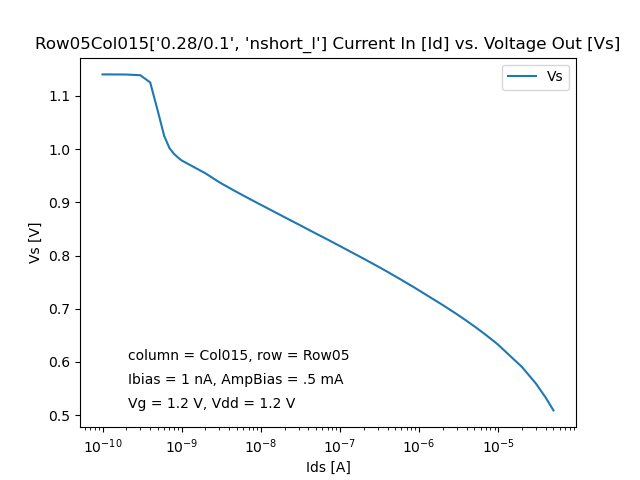 Row05Col015['0.28/0.1', 'nshort_l'] Current In [Id] vs. Voltage Out [Vs]
Vs
1.1
1.0
0.9
0.8
0.7
0.6
0.5
Vs [V]
column = Col015, row = Row05
Ibias = 1 nA, AmpBias = .5 mA
Vg = 1.2 V, Vdd = 1.2 V
10⁻¹⁰ 10⁻⁹ 10⁻⁸ 10⁻⁷ 10⁻⁶ 10⁻⁵
Ids [A]